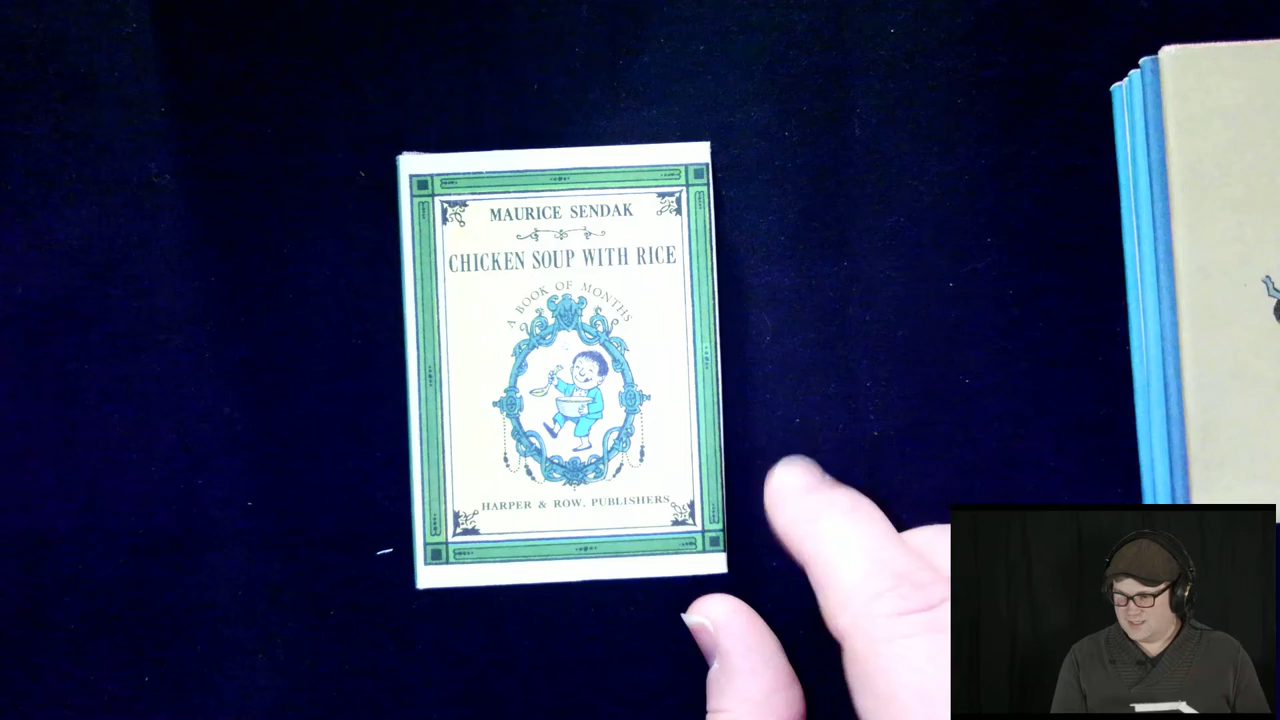 MAURICE SENDAK
CHICKEN SOUP WITH RICE
A BOOK OF MONTHS
HARPER & ROW, PUBLISHERS